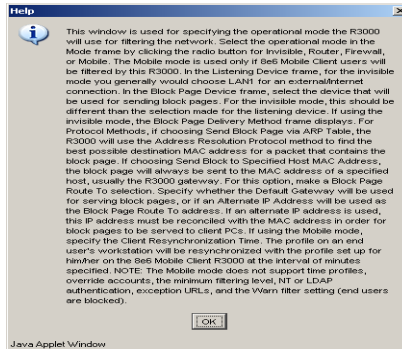 Help
This window is used for specifying the operational mode the R3000
will use for filtering the network. Select the operational mode in the
Mode frame by clicking the radio button for Invisible, Router, Firewall,
or Mobile. The Mobile mode is used only if 8e6 Mobile Client users will
be filtered by this R3000. In the Listening Device frame, for the invisible
mode you generally would choose LAN1 for an external/Internet
connection. In the Block Page Device frame, select the device that will
be used for sending block pages. For the invisible mode, this should be
different than the selection made for the listening device. If using the
invisible mode, the Block Page Delivery Method frame displays. For
Protocol Methods, if choosing Send Block Page via ARP Table, the
R3000 will use the Address Resolution Protocol method to find the
best possible destination MAC address for a packet that contains the
block page. If choosing Send Block to Specified Host MAC Address,
the block page will always be sent to the MAC address of a specified
host, usually the R3000 gateway. For this option, make a Block Page
Route To selection. Specify whether the Default Gateway will be used
for serving block pages, or if an Alternate IP Address will be used as
the Block Page Route To address. If an alternate IP address is used,
this IP address must be reconciled with the MAC address in order for
block pages to be served to client PCs. If using the Mobile mode,
specify the Client Resynchronization Time. The profile on an end
user's workstation will be resynchronized with the profile set up for
him/her on the 8e6 Mobile Client R3000 at the interval of minutes
specified. NOTE: The Mobile mode does not support time profiles,
override accounts, the minimum filtering level, NT or LDAP
authentication, exception URLs, and the Warn filter setting (end users
are blocked).
OK
Java Applet Window